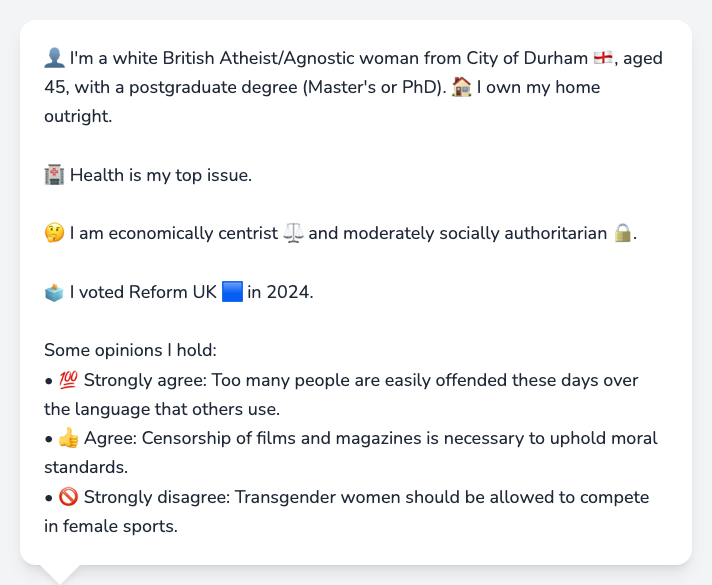 👤 I'm a white British Atheist/Agnostic woman from City of Durham 🏴󠁧󠁢󠁥󠁮󠁧󠁿, aged
45, with a postgraduate degree (Master's or PhD). 🏠 I own my home
outright.
🏥 Health is my top issue.
🤔 I am economically centrist ⚖️ and moderately socially authoritarian 🔒.
🗳️ I voted Reform UK 🟦 in 2024.
Some opinions I hold:
• 💯 Strongly agree: Too many people are easily offended these days over
the language that others use.
• 👍 Agree: Censorship of films and magazines is necessary to uphold moral
standards.
• 🚫 Strongly disagree: Transgender women should be allowed to compete
in female sports.